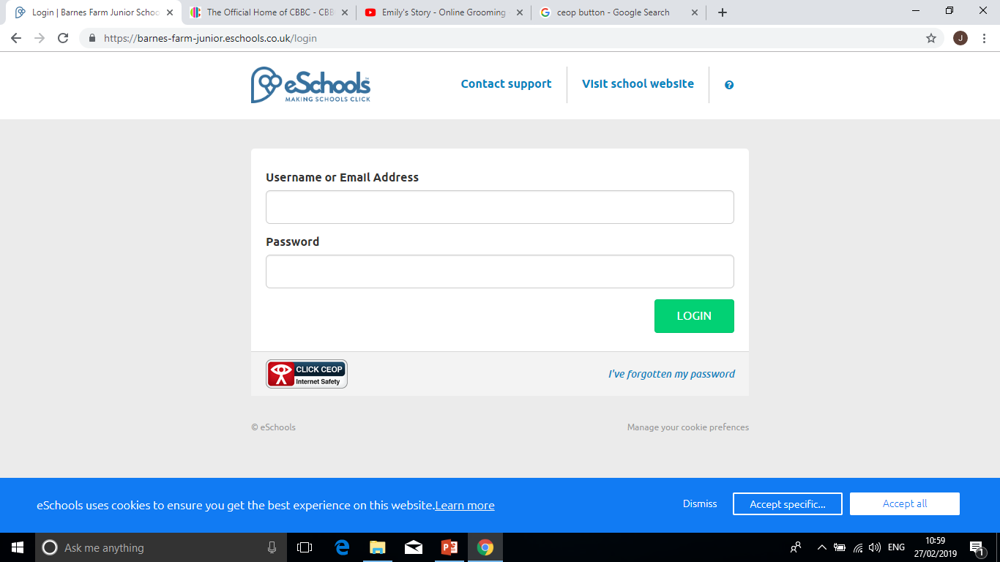 Login | Barnes Farm Junior Schoo
The Official Home of CBBC - CBB
Emily's Story - Online Grooming
ceop button - Google Search
https://barnes-farm-junior.eschools.co.uk/login
J
eSchools
MAKING SCHOOLS CLICK
Contact support
Visit school website
?
Username or Email Address
Password
LOGIN
CLICK CEOP
Internet Safety
I've forgotten my password
© eSchools
Manage your cookie prefences
eSchools uses cookies to ensure you get the best experience on this website.Learn more
Dismiss
Accept specific...
Accept all
Ask me anything
ENG
10:59
27/02/2019
1